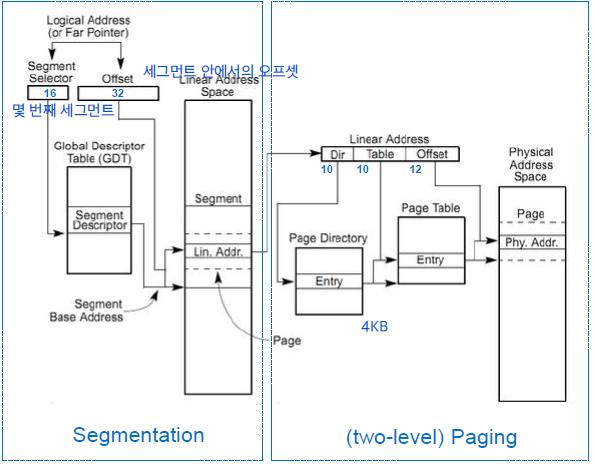 Logical Address
(or Far Pointer)
Segment
Selector
Offset
세그먼트 안에서의 오프셋
16
32
몇 번째 세그먼트
Linear Address
Space
Global Descriptor
Table (GDT)
Segment
Descriptor
Segment
Lin. Addr.
Segment
Base Address
Page
Segmentation
Linear Address
Dir
Table
Offset
10
10
12
Physical
Address
Space
Page Directory
Entry
4KB
Page Table
Entry
Page
Phy. Addr.
(two-level) Paging